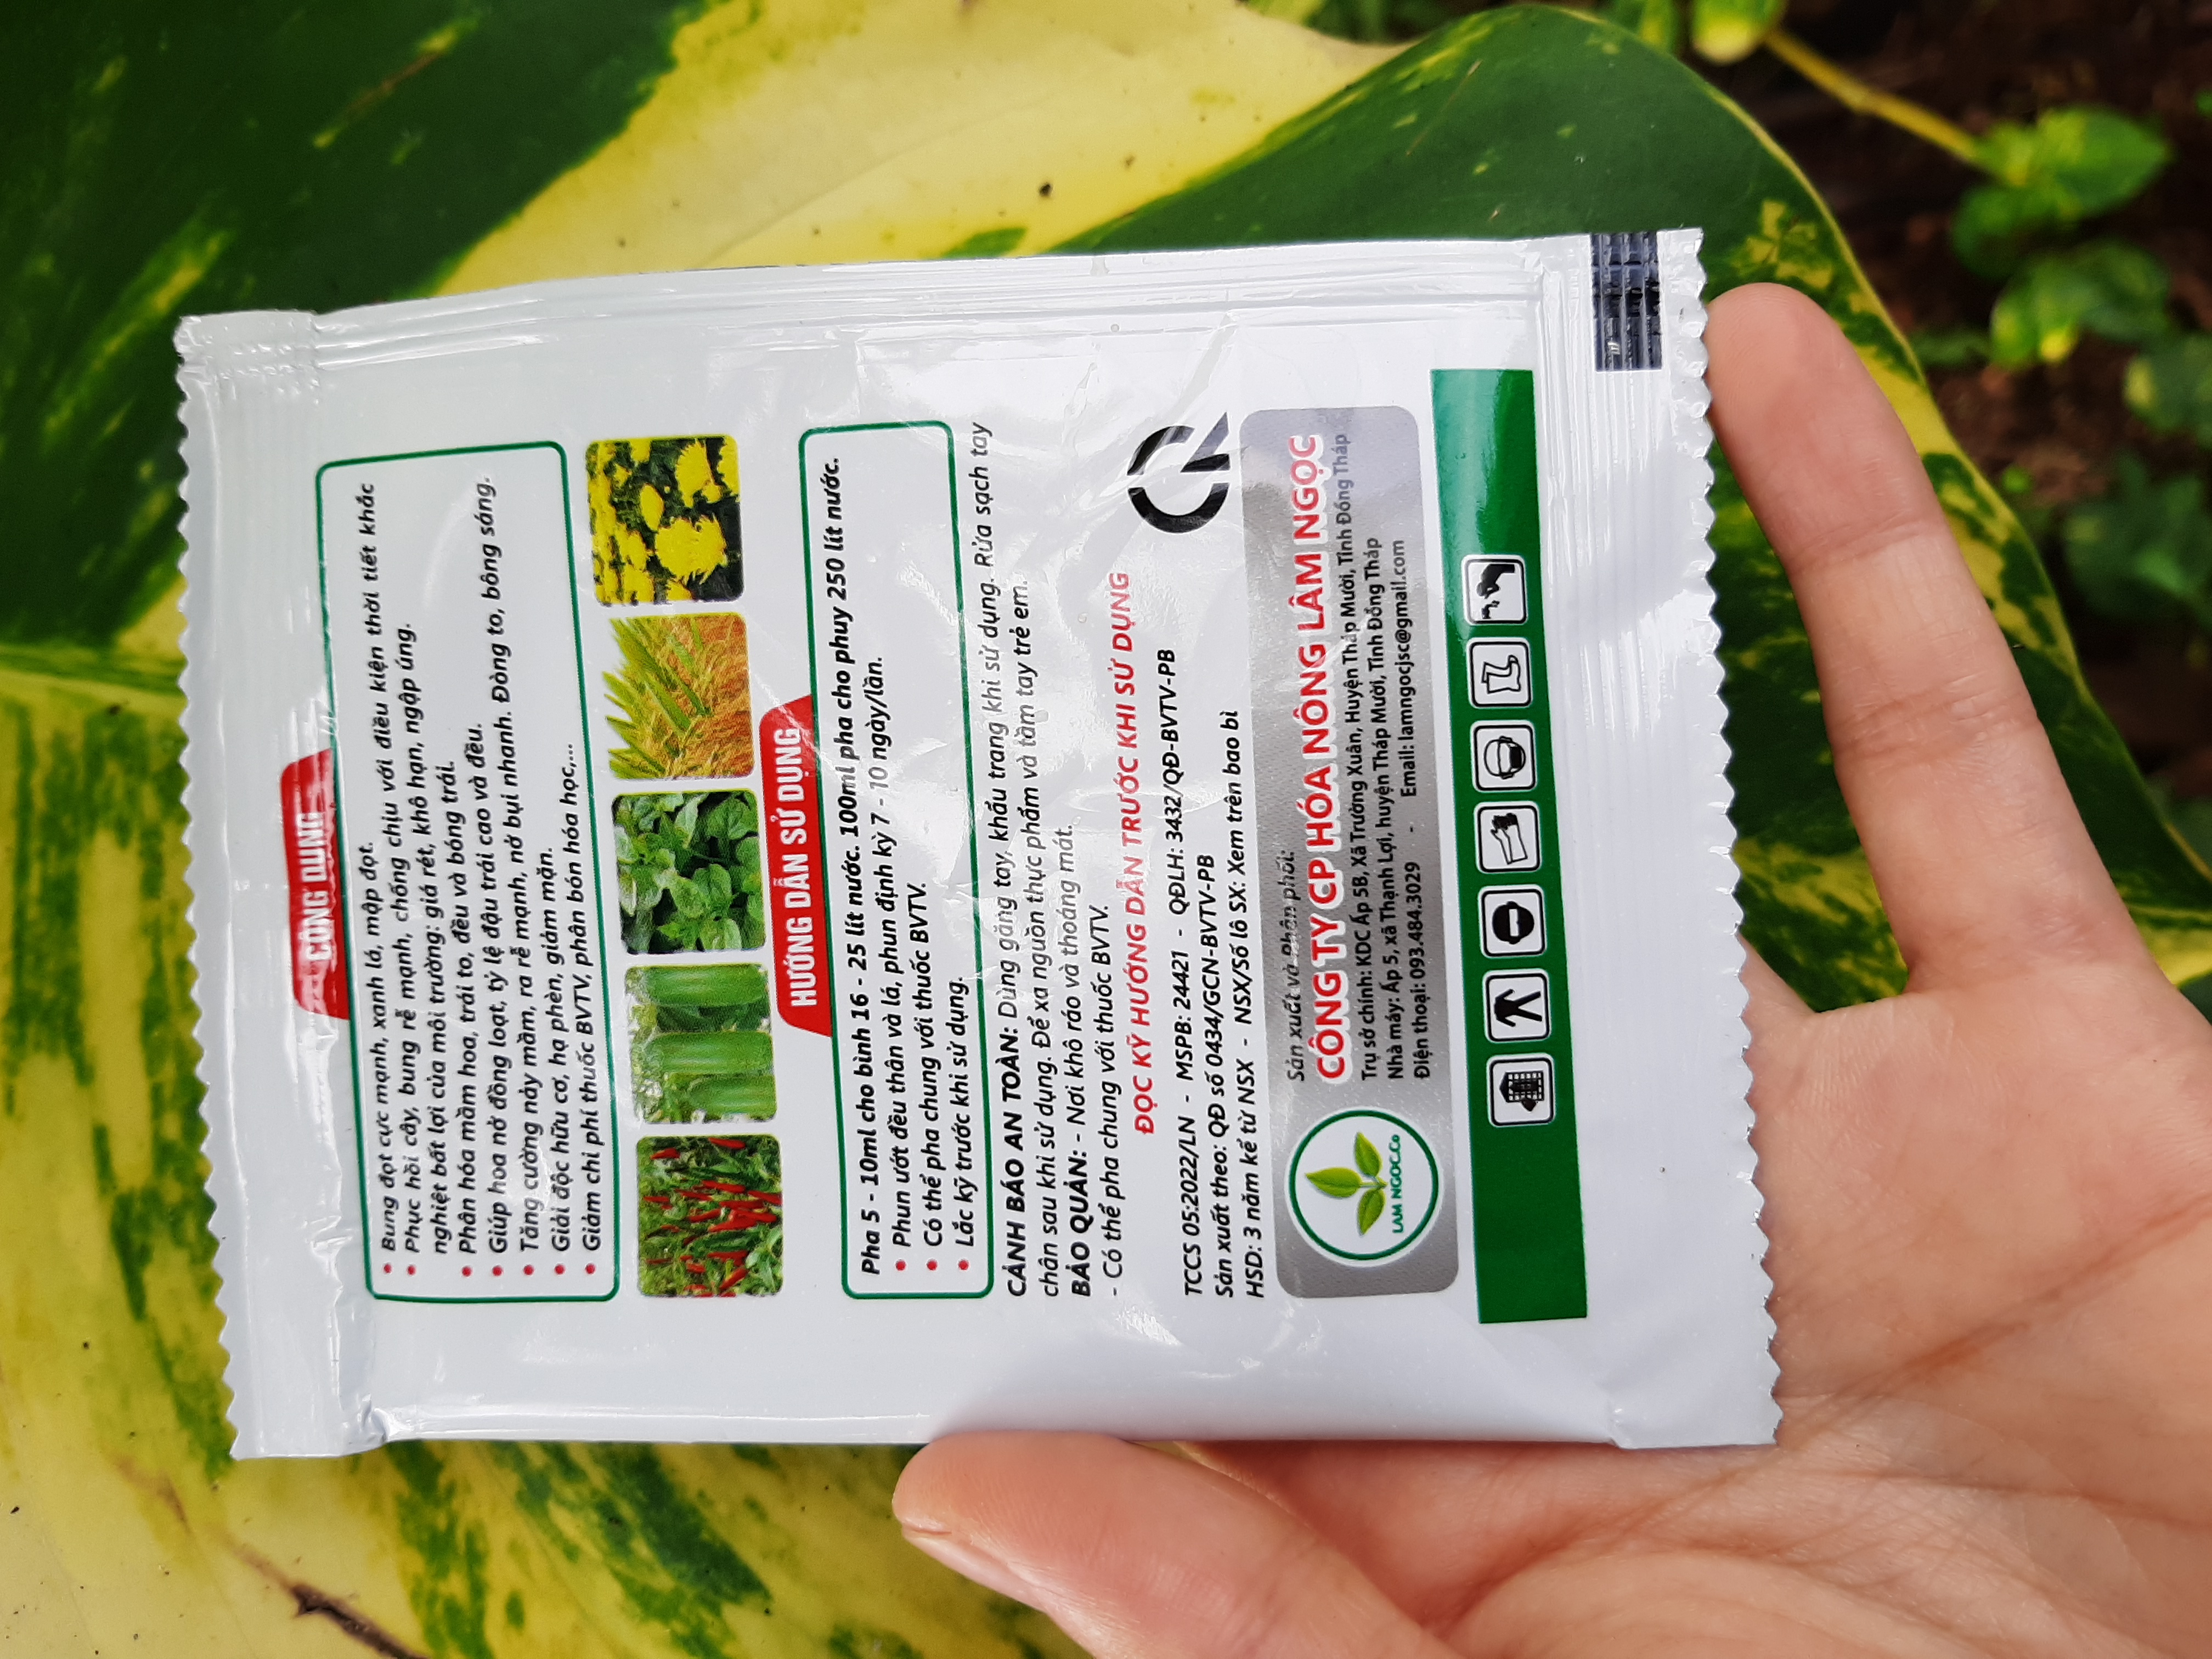 CÔNG DỤNG
• Bung đọt cực mạnh, xanh lá, mập đọt.
• Phục hồi cây, bung rễ mạnh, chống chịu với điều kiện thời tiết khắc
nghiệt bất lợi của môi trường: giá rét, khô hạn, ngập úng.
• Phân hóa mầm hoa, trái to, đều và bóng trái.
• Giúp hoa nở đồng loạt, tỷ lệ đậu trái cao và đều.
• Tăng cường nảy mầm, ra rễ mạnh, nở bụi nhanh. Đòng to, bông sáng.
• Giải độc hữu cơ, hạ phèn, giảm mặn.
• Giảm chi phí thuốc BVTV, phân bón hóa học,...
HƯỚNG DẪN SỬ DỤNG
Pha 5 - 10ml cho bình 16 - 25 lít nước. 100ml pha cho phuy 250 lít nước.
• Phun ướt đều thân và lá, phun định kỳ 7 - 10 ngày/lần.
• Có thể pha chung với thuốc BVTV.
• Lắc kỹ trước khi sử dụng.
CẢNH BÁO AN TOÀN: Dùng găng tay, khẩu trang khi sử dụng. Rửa sạch tay
chân sau khi sử dụng. Để xa nguồn thực phẩm và tầm tay trẻ em.
BẢO QUẢN: - Nơi khô ráo và thoáng mát.
- Có thể pha chung với thuốc BVTV.
ĐỌC KỸ HƯỚNG DẪN TRƯỚC KHI SỬ DỤNG
TCCS 05:2022/LN - MSPB: 24421 - QĐLH: 3432/QĐ-BVTV-PB
Sản xuất theo: QĐ số 0434/GCN-BVTV-PB
HSD: 3 năm kể từ NSX - NSX/Số lô SX: Xem trên bao bì
Sản xuất và Phân phối:
CÔNG TY CP HÓA NÔNG LÂM NGỌC
Trụ sở chính: KDC Ấp 5B, Xã Trường Xuân, Huyện Tháp Mười, Tỉnh Đồng Tháp
Nhà máy: Ấp 5, xã Thạnh Lợi, huyện Tháp Mười, Tỉnh Đồng Tháp
Điện thoại: 093.484.3029 - Email: lamngocjsc@gmail.com
LAM NGOC.Co